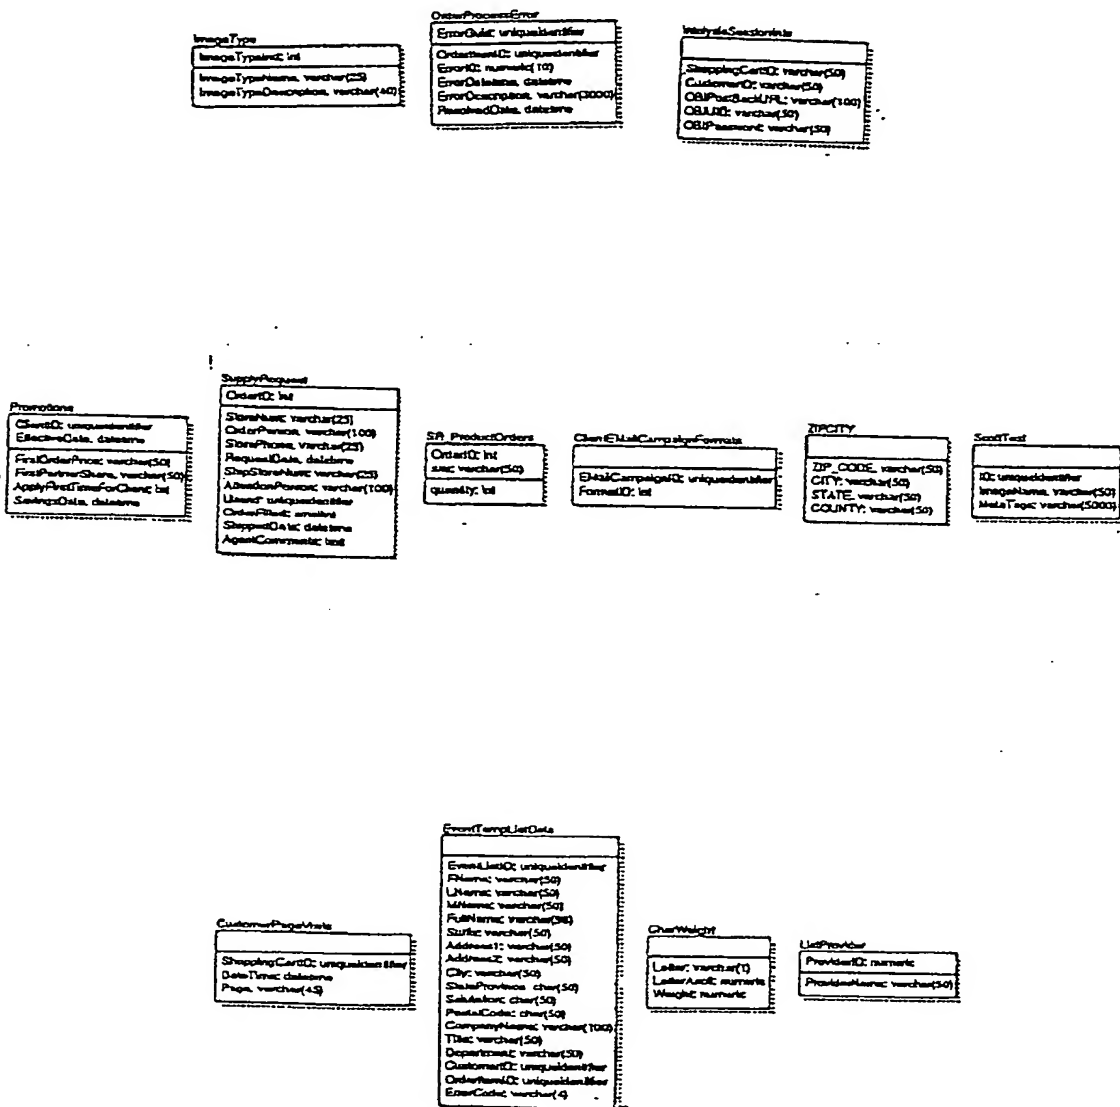 ImageType
ImageTypeInd: int
ImageTypeName: varchar(25)
ImageTypeDescription: varchar(40)
OrderProcessError
ErrorGuid: uniqueidentifier
OrderItemID: uniqueidentifier
ErrorID: numeric(10)
ErrorDatetime: datetime
ErrorDescription: varchar(3000)
ResolvedDate: datetime
ShoppingCartID: varchar(50)
CustomerID: varchar(50)
OBIPostBackURL: varchar(100)
OBIUID: varchar(50)
OBIPassword: varchar(50)
Promotions
ClientID: uniqueidentifier
EffectiveDate: datetime
FirstOrderPrice: varchar(50)
FirstPartnerShare: varchar(50)
ApplyFirstTimeForClient: int
SavingsDate: datetime
SupplyRequest
OrderID: int
StoreNum: varchar(25)
OrderPerson: varchar(100)
StorePhone: varchar(25)
RequestDate: datetime
ShipStoreNum: varchar(25)
AttentionPerson: varchar(100)
UserID: uniqueidentifier
OrderFilled: smallint
ShippedDate: datetime
AgentComments: text
SR_ProductOrders
OrderID: int
varchar(50)
quantity: int
ClientEMailCampaignFormats
EMailCampaignID: uniqueidentifier
FormatID: int
ZIPCITY
ZIP_CODE: varchar(50)
CITY: varchar(50)
STATE: varchar(50)
COUNTY: varchar(50)
ScottTest
ID: uniqueidentifier
ImageName: varchar(50)
MetaTags: varchar(5000)
CustomerPageVisits
ShoppingCartID: uniqueidentifier
DateTime: datetime
Page: varchar(45)
EventTempListData
EventListID: uniqueidentifier
FName: varchar(50)
LName: varchar(50)
MName: varchar(50)
FullName: varchar(98)
Suffix: varchar(50)
Address1: varchar(50)
Address2: varchar(50)
City: varchar(50)
StateProvince: char(50)
Salutation: char(50)
PostalCode: char(50)
CompanyName: varchar(100)
Title: varchar(50)
Department: varchar(50)
CustomerID: uniqueidentifier
OrderItemID: uniqueidentifier
ErrorCode: varchar(4)
CharWeight
Letter: varchar(1)
LetterAscii: numeric
Weight: numeric
ListProvider
ProviderID: numeric
ProviderName: varchar(50)